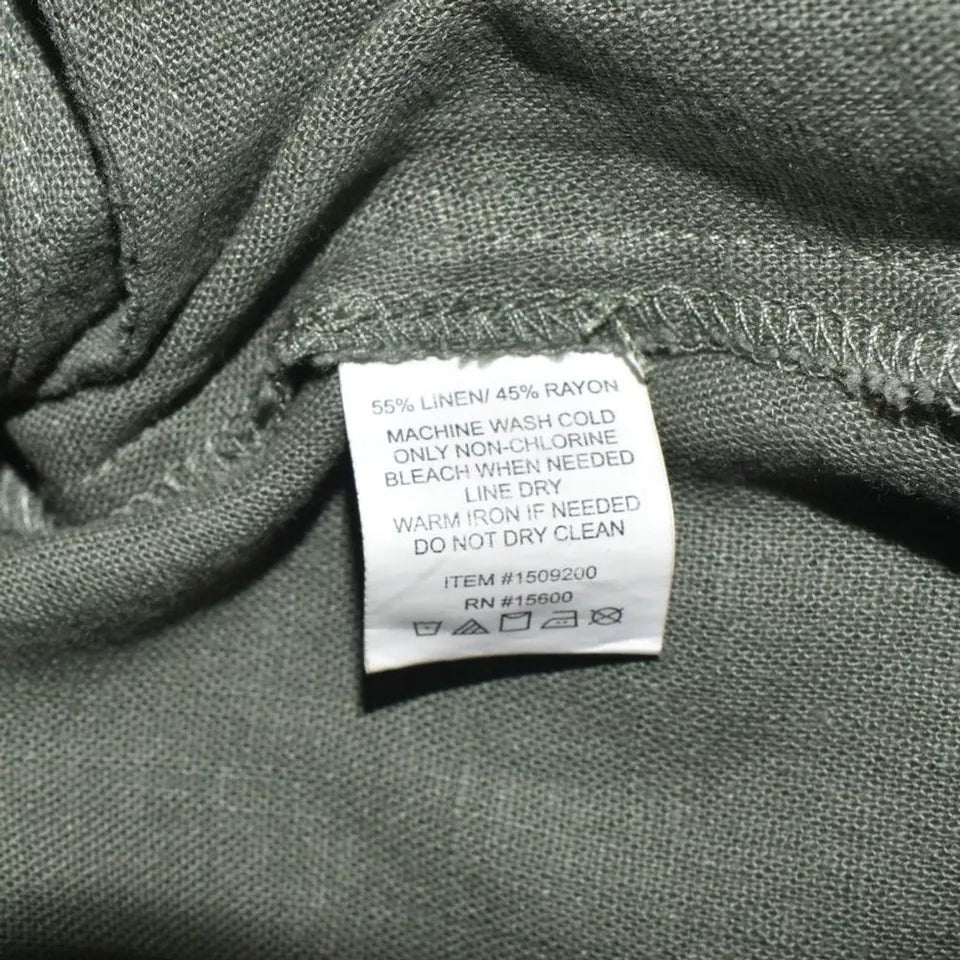 55% LINEN/ 45% RAYON
MACHINE WASH COLD
ONLY NON-CHLORINE
BLEACH WHEN NEEDED
LINE DRY
WARM IRON IF NEEDED
DO NOT DRY CLEAN
ITEM #1509200
RN #15600